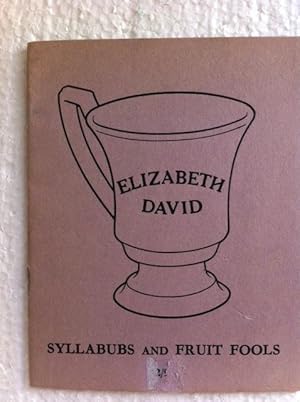 ELIZABETH
DAVID
SYLLABUBS AND FRUIT FOOLS